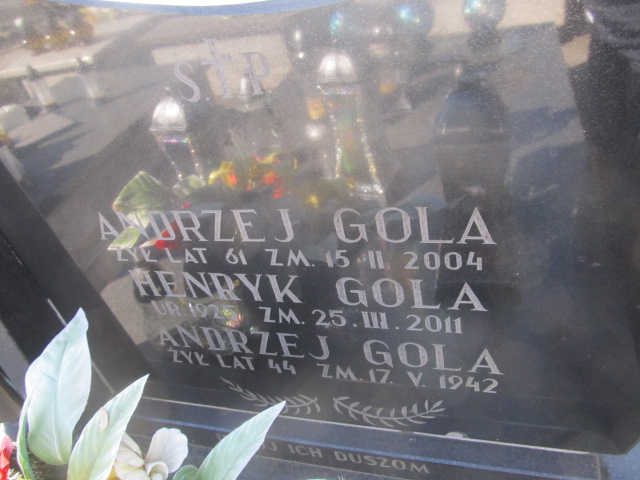 Ś P
ANDRZEJ GOLA
ŻYŁ LAT 61 ZM. 15 II. 2004
HENRYK GOLA
UR. ZM. 25. III. 2011
ANDRZEJ GOLA
ŻYŁ LAT 44 ZM. 17. V. 1942
ICH DUSZOM